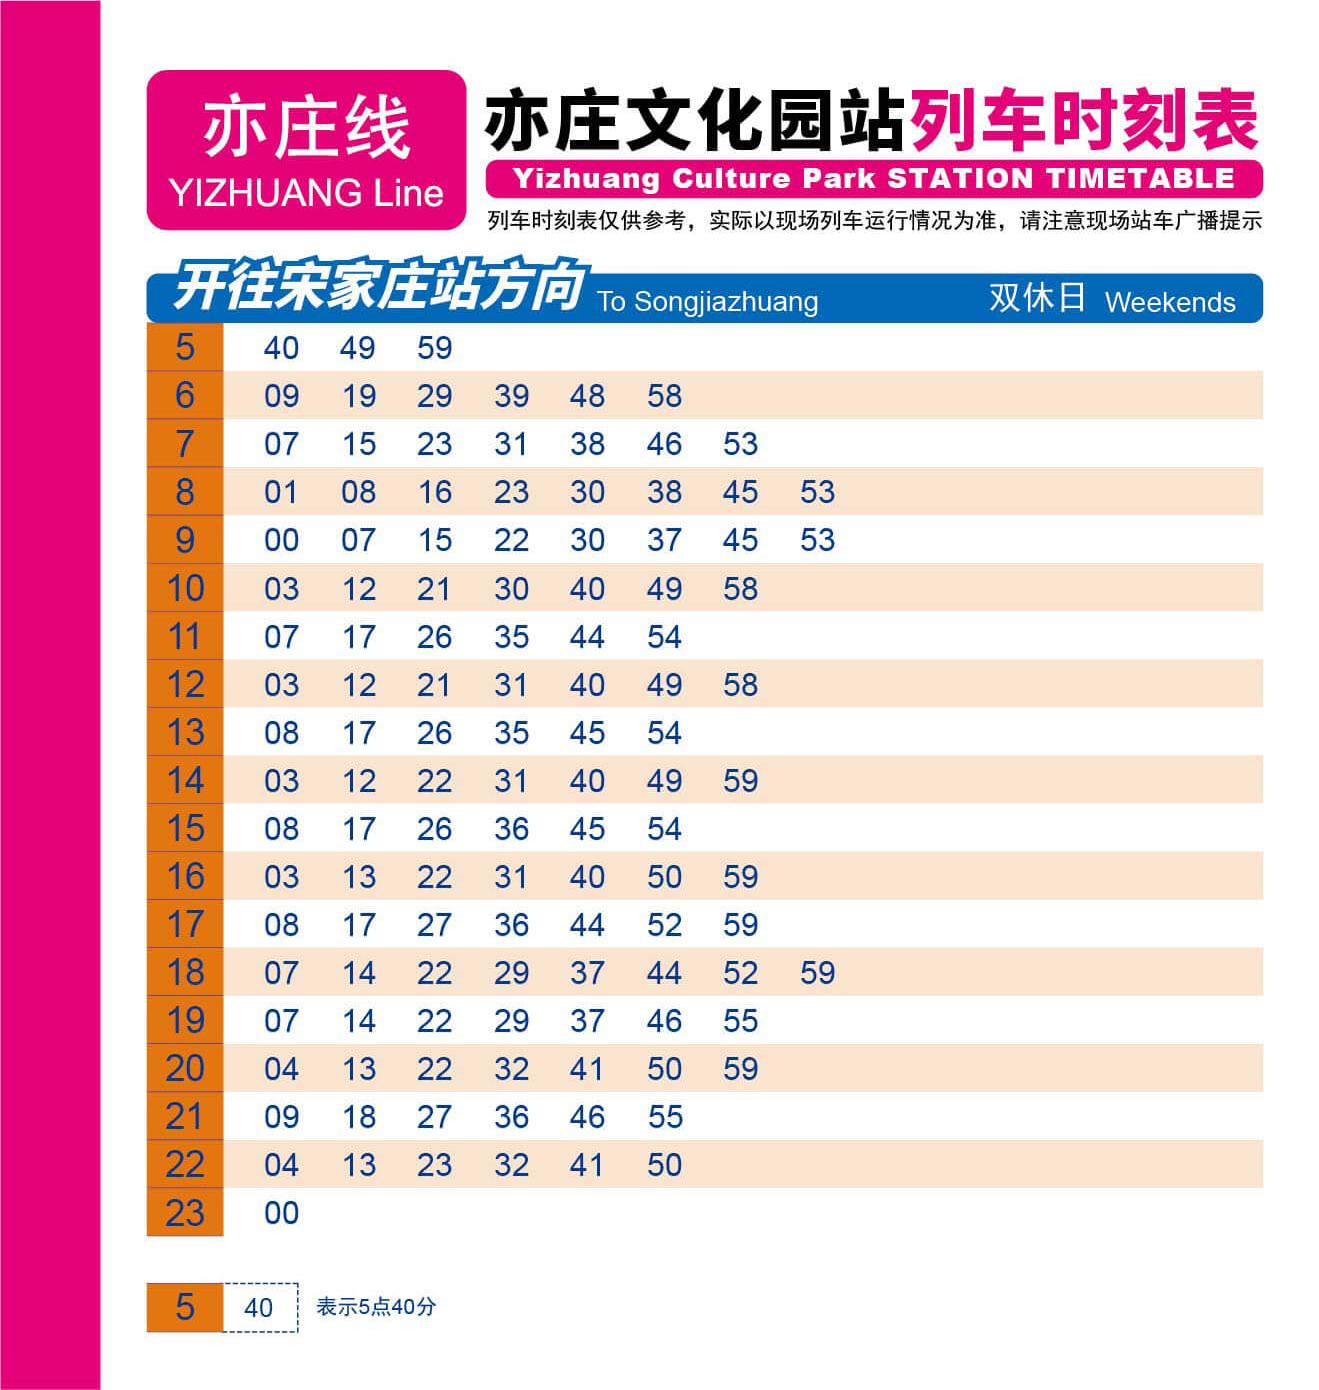 亦庄线
YIZHUANG Line
亦庄文化园站列车时刻表
Yizhuang Culture Park STATION TIMETABLE
列车时刻表仅供参考，实际以现场列车运行情况为准，请注意现场站车广播提示
开往宋家庄站方向 To Songjiazhuang 双休日 Weekends
5 40 49 59
6 09 19 29 39 48 58
7 07 15 23 31 38 46 53
8 01 08 16 23 30 38 45 53
9 00 07 15 22 30 37 45 53
10 03 12 21 30 40 49 58
11 07 17 26 35 44 54
12 03 12 21 31 40 49 58
13 08 17 26 35 45 54
14 03 12 22 31 40 49 59
15 08 17 26 36 45 54
16 03 13 22 31 40 50 59
17 08 17 27 36 44 52 59
18 07 14 22 29 37 44 52 59
19 07 14 22 29 37 46 55
20 04 13 22 32 41 50 59
21 09 18 27 36 46 55
22 04 13 23 32 41 50
23 00
5 40 表示5点40分